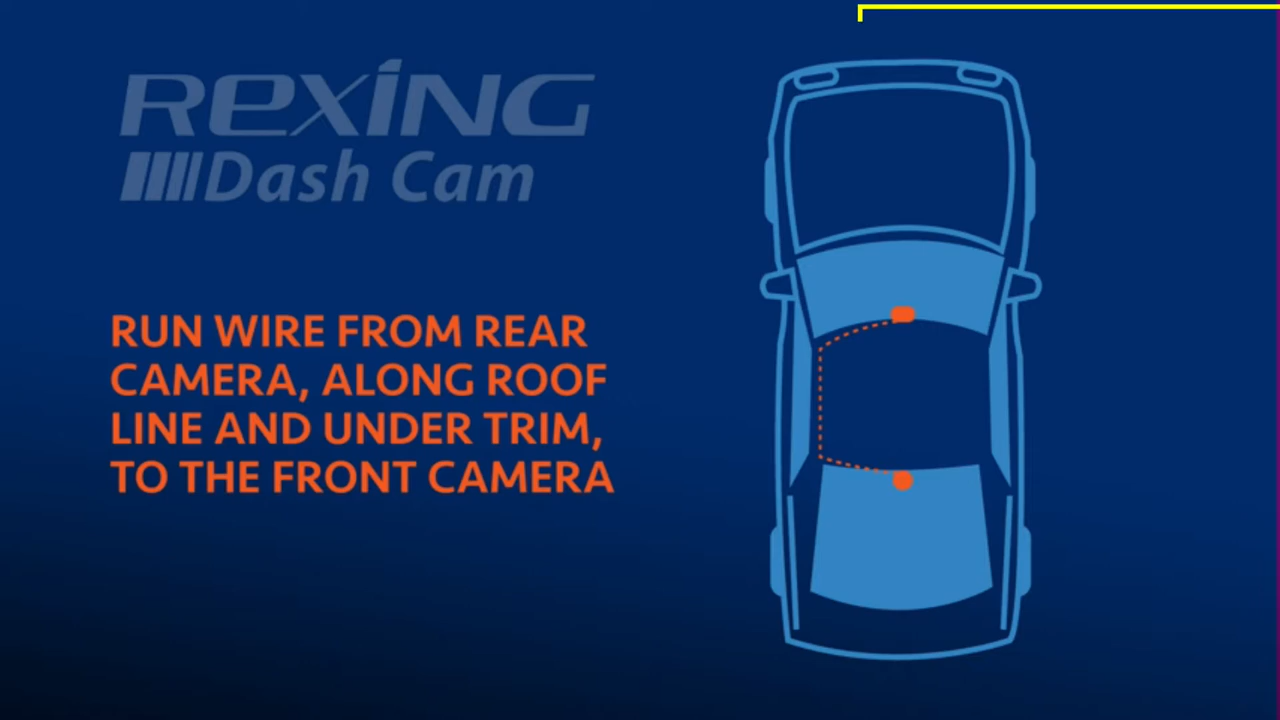 REXING
Dash Cam
RUN WIRE FROM REAR
CAMERA, ALONG ROOF
LINE AND UNDER TRIM,
TO THE FRONT CAMERA